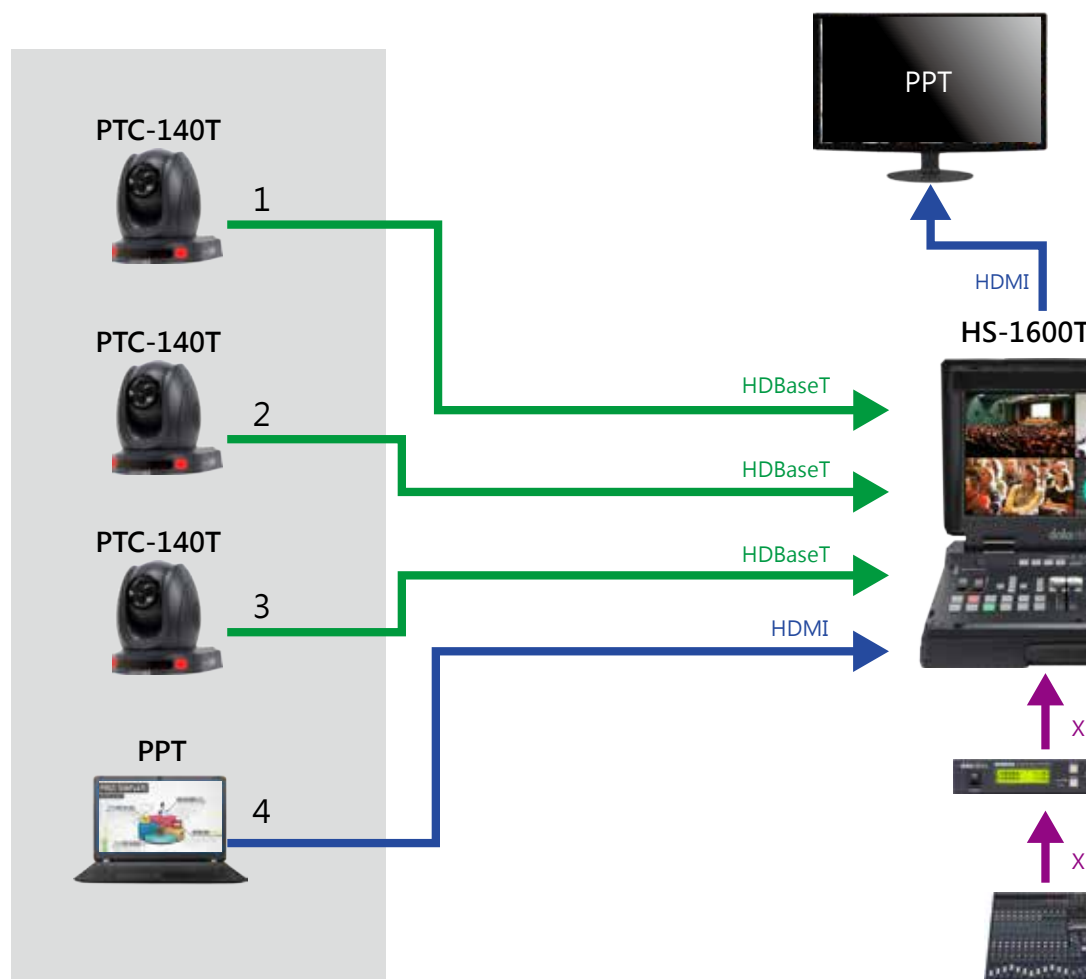 PTC-140T
1
PTC-140T
2
PTC-140T
3
PPT
4
PPT
HDMI
HS-1600T
HDBaseT
HDBaseT
HDBaseT
HDMI
X
X